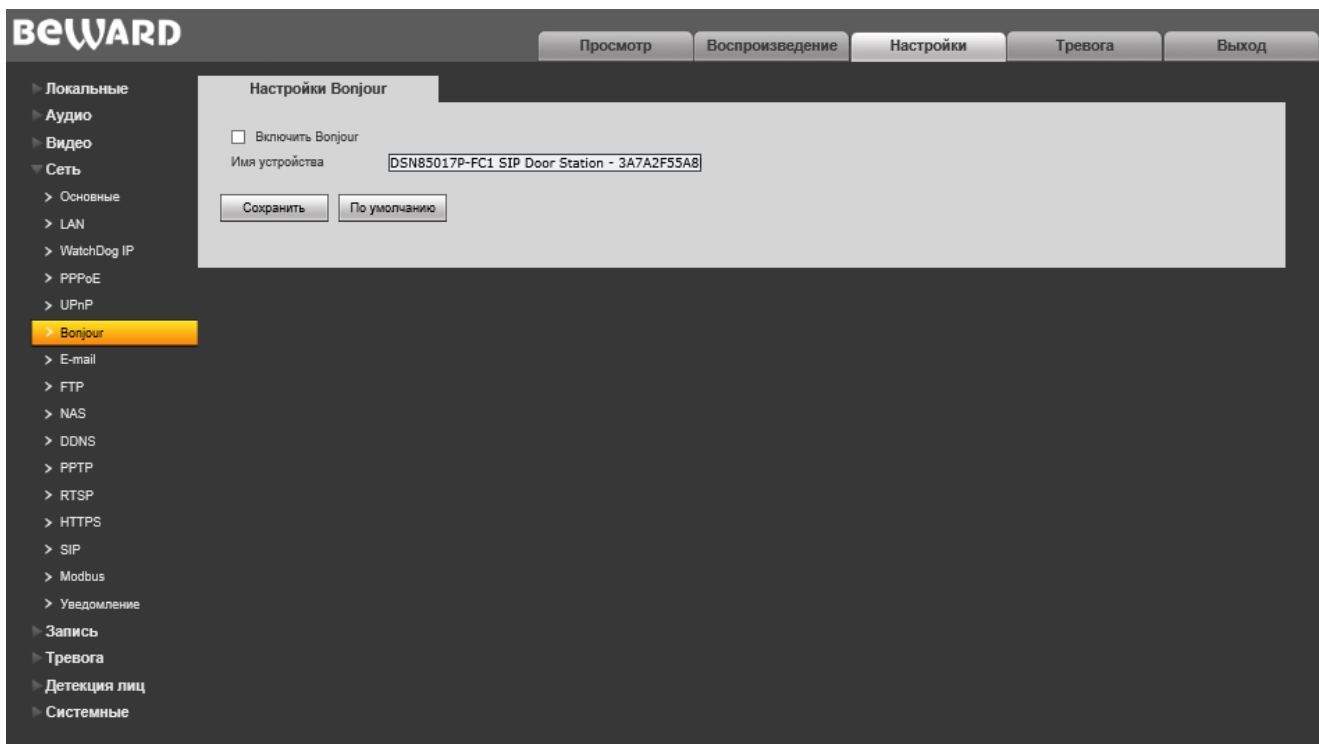 BEWARD
Просмотр
Воспроизведение
Настройки
Тревога
Выход
Локальные
Аудио
Видео
Сеть
Основные
LAN
WatchDog IP
PPPoE
UPnP
Bonjour
E-mail
FTP
NAS
DDNS
PPTP
RTSP
HTTPS
SIP
Modbus
Уведомление
Запись
Тревога
Детекция лиц
Системные
Настройки Bonjour
Включить Bonjour
Имя устройства DSN85017P-FC1 SIP Door Station - 3A7A2F55A8
Сохранить По умолчанию